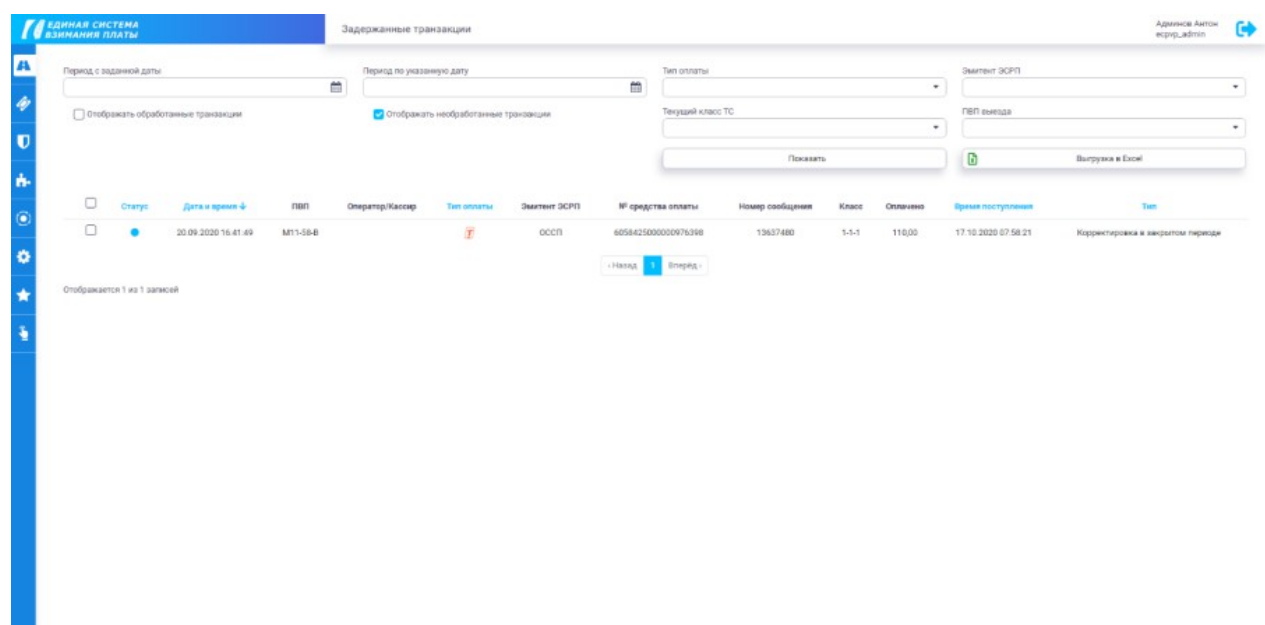 ЕДИНАЯ СИСТЕМА
ВЗИМАНИЯ ПЛАТЫ
Задержанные транзакции
Админов Антон
ecpvp_admin
Период с заданной даты
Период по указанную дату
Тип оплаты
Эмитент ЭСРП
Отображать обработанные транзакции
Отображать необработанные транзакции
Текущий класс ТС
ПВП выезда
Показать
Выгрузка в Excel
Статус Дата и время ПВП Оператор/Кассир Тип оплаты Эмитент ЭСРП № средства оплаты Номер сообщения Класс Оплачено Время поступления Тип
20.09.2020 16:41:49 М11-58-В Т ОССП 6058425000000976398 13637480 1-1-1 110,00 17.10.2020 07:58:21 Корректировка в закрытом периоде
‹ Назад 1 Вперёд ›
Отображается 1 из 1 записей